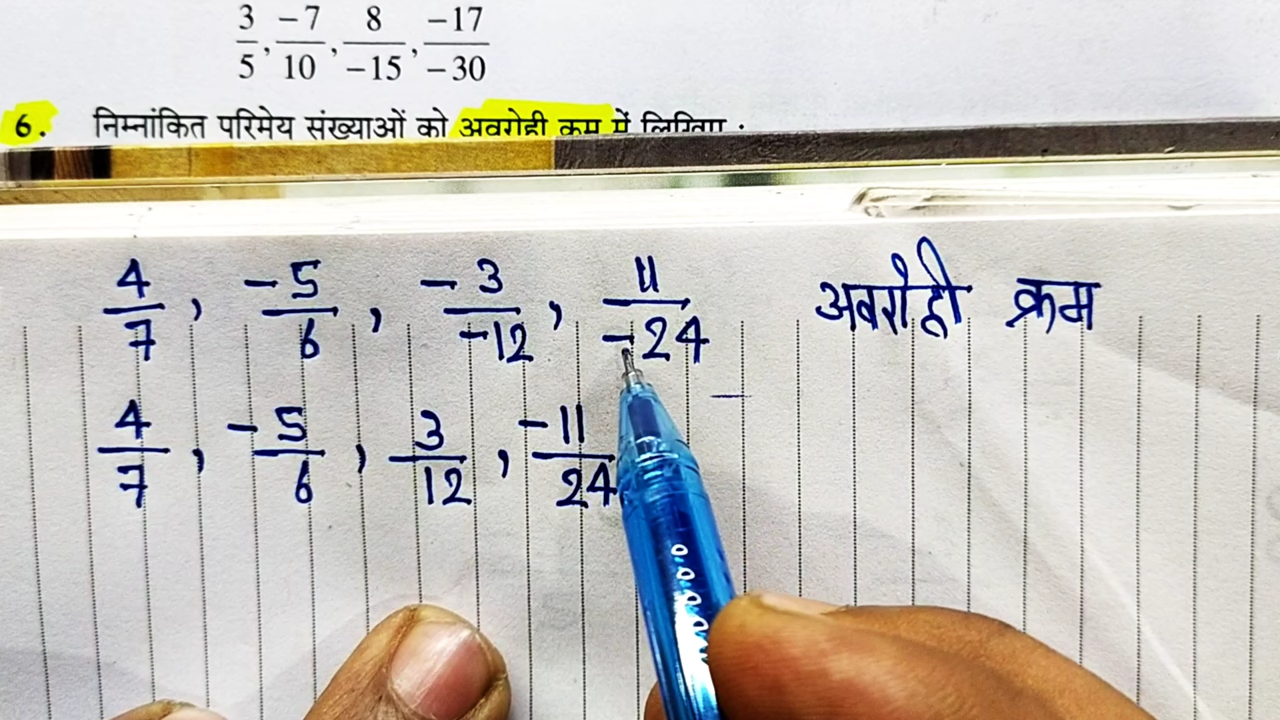 3/5, -7/10, 8/-15, -17/-30
6. निम्नांकित परिमेय संख्याओं को अवरोही क्रम में लिखिए :
4/7, -5/6, -3/-12, 11/-24 अवरोही क्रम
4/7, -5/6, 3/12, -11/24